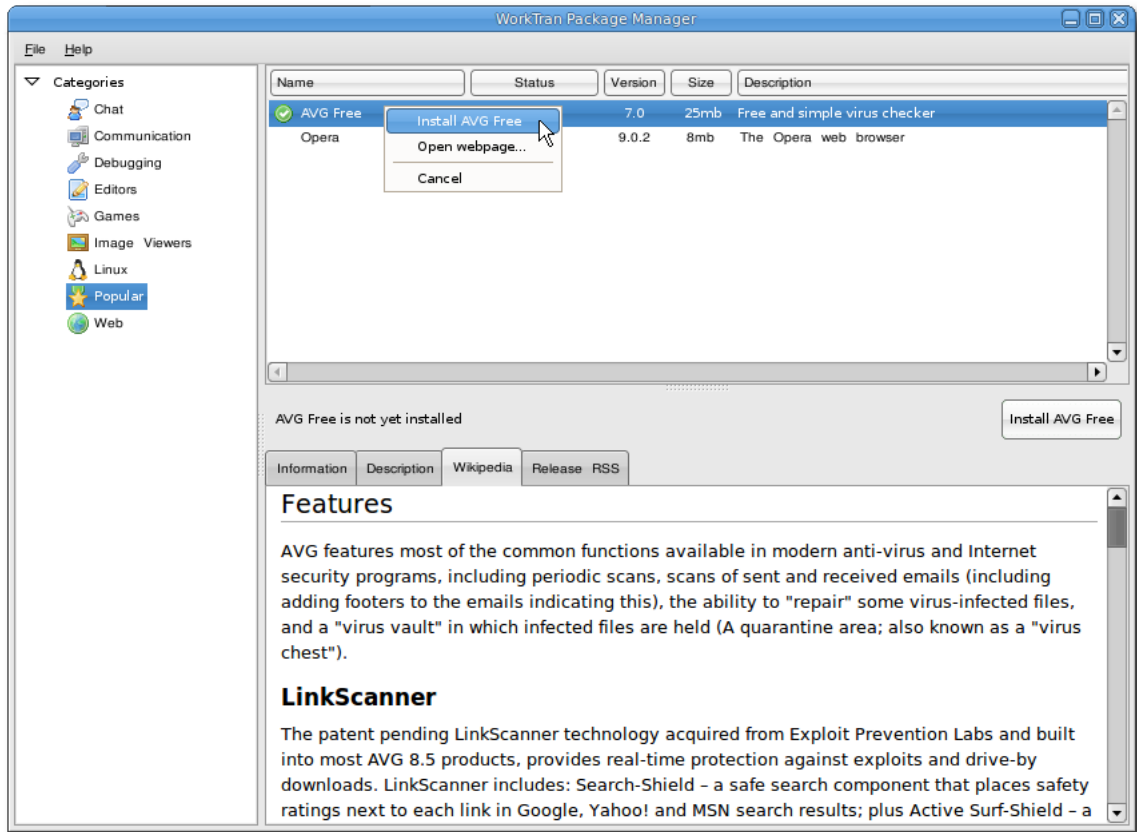 WorkTran Package Manager
File Help
Categories
Chat
Communication
Debugging
Editors
Games
Image Viewers
Linux
Popular
Web
Name Status Version Size Description
AVG Free 7.0 25mb Free and simple virus checker
Opera 9.0.2 8mb The Opera web browser
Install AVG Free
Open webpage...
Cancel
AVG Free is not yet installed
Install AVG Free
Information Description Wikipedia Release RSS
Features
AVG features most of the common functions available in modern anti-virus and Internet
security programs, including periodic scans, scans of sent and received emails (including
adding footers to the emails indicating this), the ability to "repair" some virus-infected files,
and a "virus vault" in which infected files are held (A quarantine area; also known as a "virus
chest").
LinkScanner
The patent pending LinkScanner technology acquired from Exploit Prevention Labs and built
into most AVG 8.5 products, provides real-time protection against exploits and drive-by
downloads. LinkScanner includes: Search-Shield – a safe search component that places safety
ratings next to each link in Google, Yahoo! and MSN search results; plus Active Surf-Shield – a